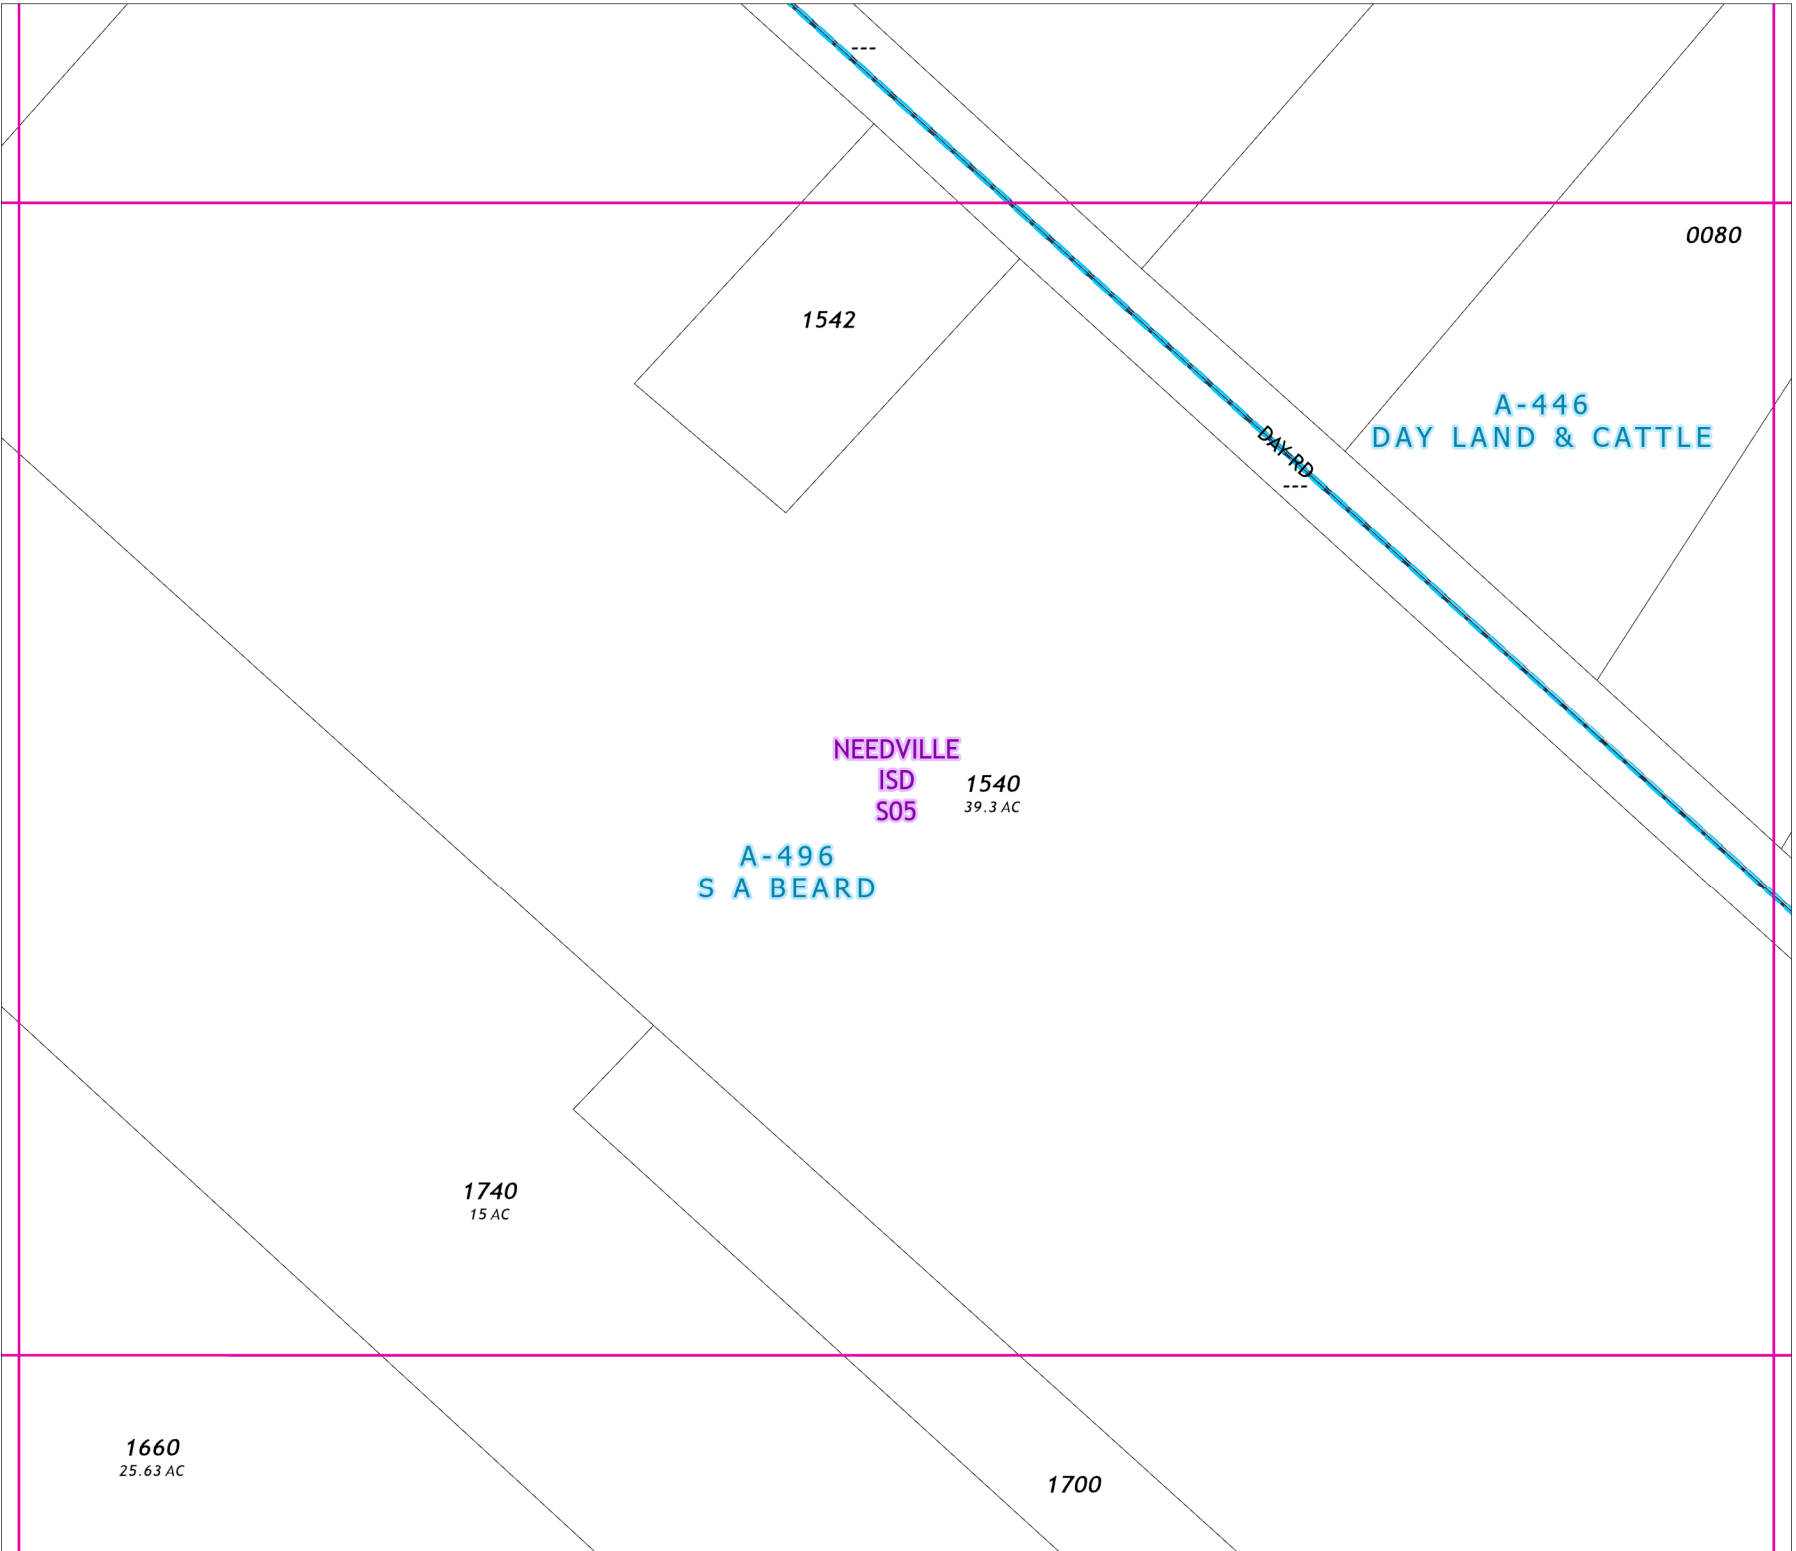 ---
0080
1542
A-446
DAY LAND & CATTLE
DAY RD
---
NEEDVILLE
ISD
S05
1540
39.3 AC
A-496
S A BEARD
1740
15 AC
1660
25.63 AC
1700